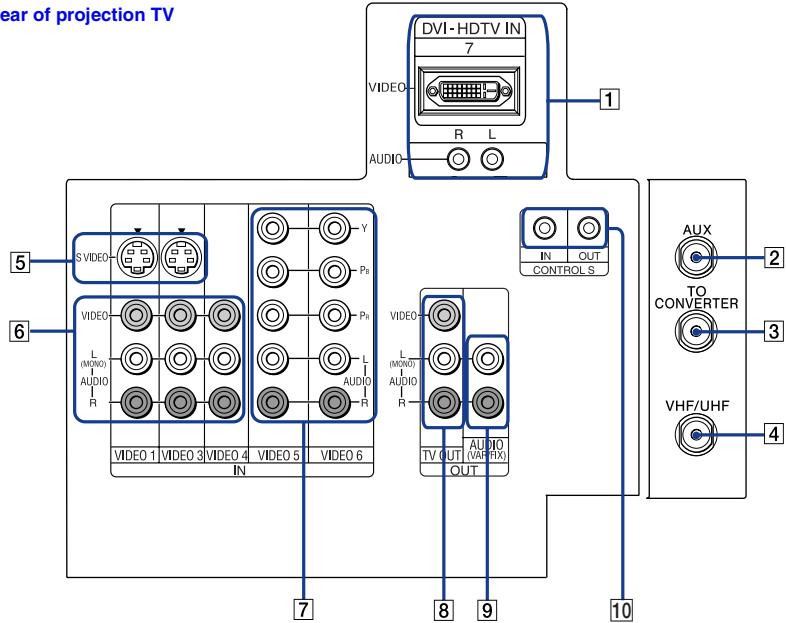 ear of projection TV
DVI-HDTV IN
7
VIDEO
R L
AUDIO
1
AUX
2
TO
CONVERTER
3
VHF/UHF
4
IN OUT
CONTROL S
10
5
S VIDEO
6
VIDEO
L
(MONO)
AUDIO
R
Y
PB
PR
L
AUDIO
R
VIDEO 1 VIDEO 3 VIDEO 4 VIDEO 5 VIDEO 6
IN
7
VIDEO
L
(MONO)
AUDIO
R
TV OUT AUDIO
(VAR/FIX)
OUT
8
9